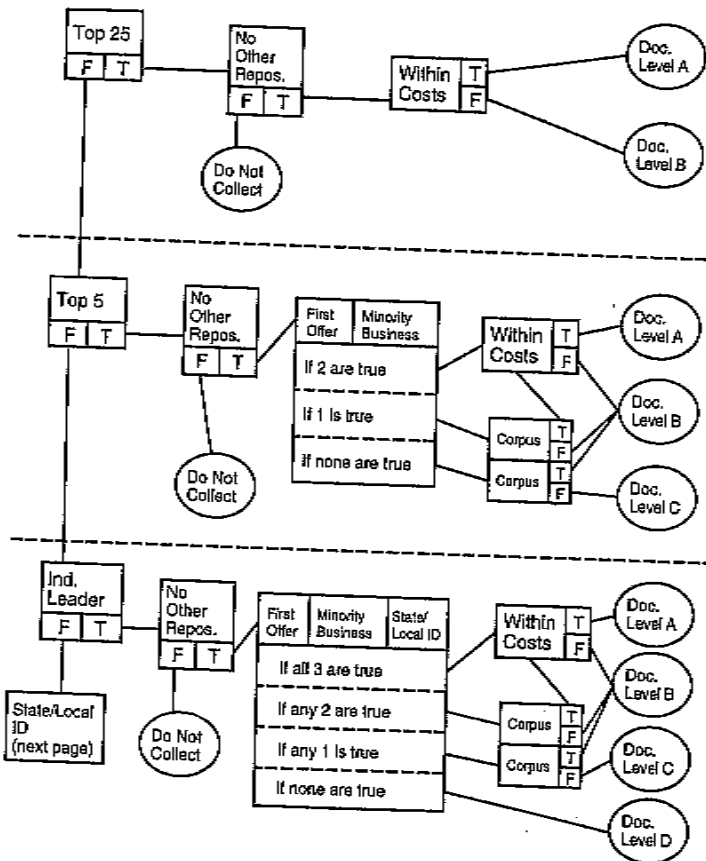 Top 25
F T
No
Other
Repos.
F T
Do Not
Collect
Within
Costs
T
F
Doc.
Level A
Doc.
Level B
Top 5
F T
No
Other
Repos.
F T
Do Not
Collect
First
Offer
Minority
Business
If 2 are true
If 1 is true
If none are true
Within
Costs
T
F
Corpus
T
F
Corpus
T
F
Doc.
Level A
Doc.
Level B
Doc.
Level C
Ind.
Leader
F T
State/Local
ID
(next page)
No
Other
Repos.
F T
Do Not
Collect
First
Offer
Minority
Business
State/
Local ID
If all 3 are true
If any 2 are true
If any 1 is true
If none are true
Within
Costs
T
F
Corpus
T
F
Corpus
T
F
Doc.
Level A
Doc.
Level B
Doc.
Level C
Doc.
Level D